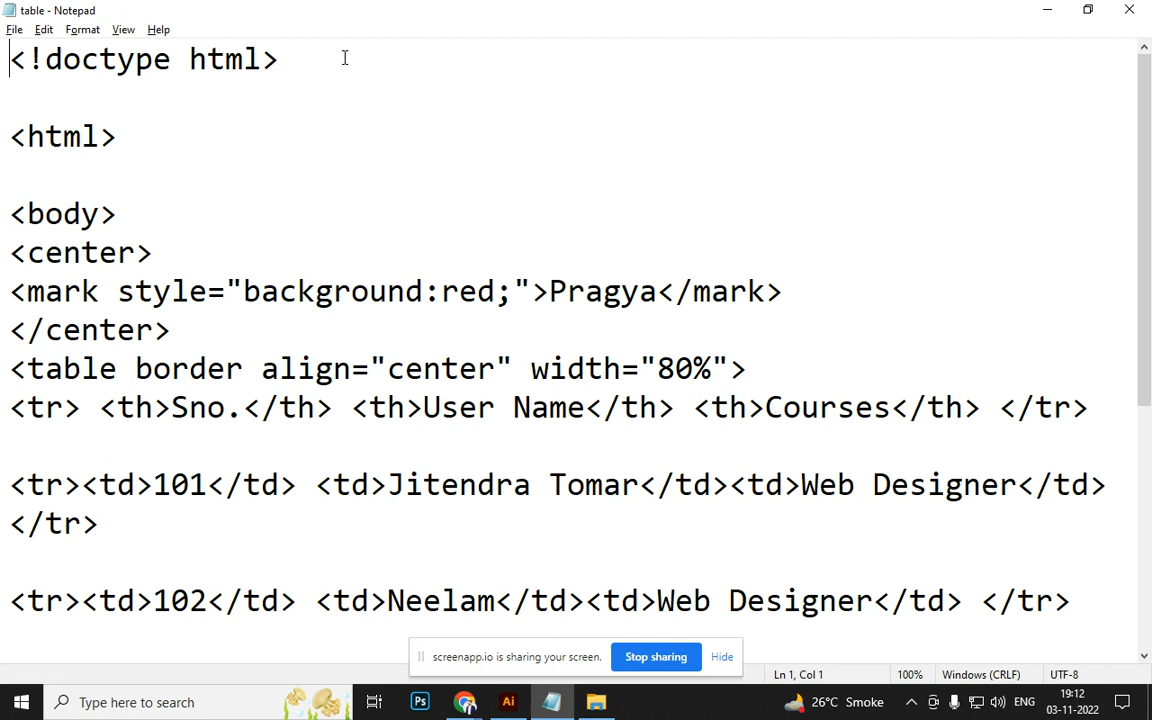 table - Notepad
File Edit Format View Help
<!doctype html>
<html>
<body>
<center>
<mark style="background:red;">Pragya</mark>
</center>
<table border align="center" width="80%">
<tr> <th>Sno.</th> <th>User Name</th> <th>Courses</th> </tr>
<tr><td>101</td> <td>Jitendra Tomar</td><td>Web Designer</td>
</tr>
<tr><td>102</td> <td>Neelam</td><td>Web Designer</td> </tr>
screenapp.io is sharing your screen. Stop sharing Hide
Ln 1, Col 1 100% Windows (CRLF) UTF-8
Type here to search Ps Ai 26°C Smoke ENG 19:12
03-11-2022